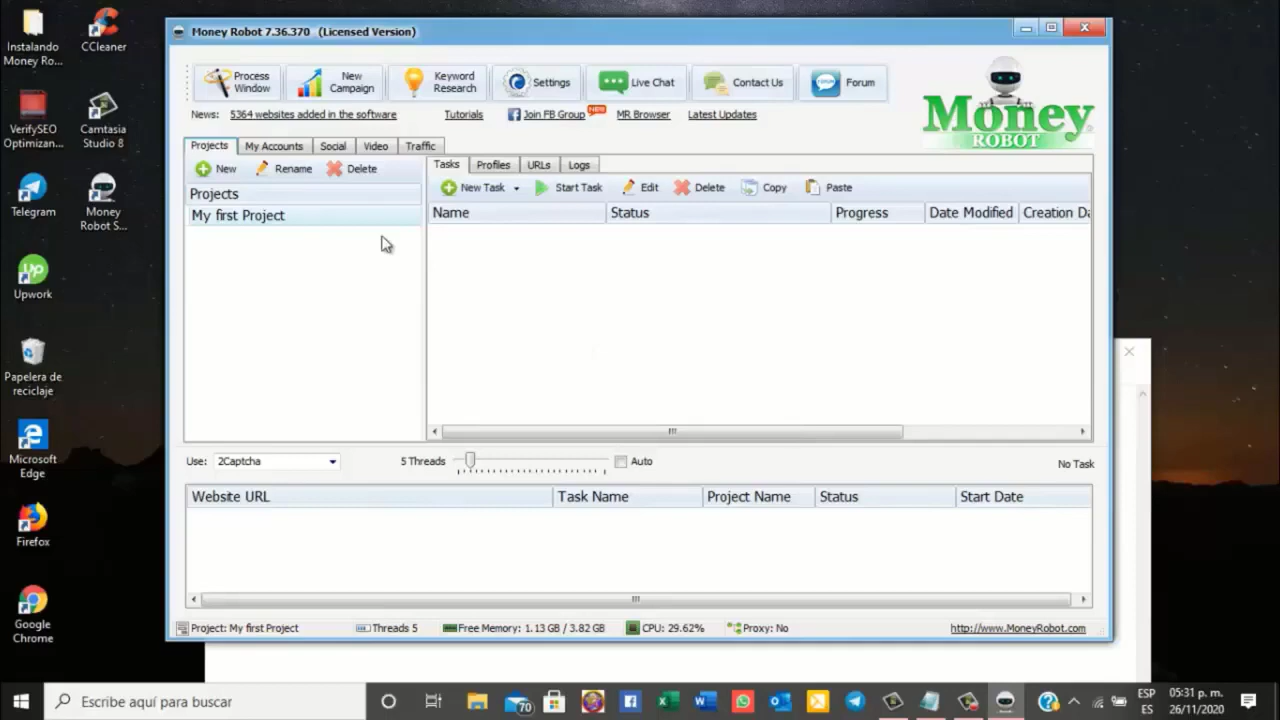 Instalando
Money Ro...
CCleaner
VerifySEO
Optimizan...
Camtasia
Studio 8
Telegram
Money
Robot S...
Upwork
Papelera de
reciclaje
Microsoft
Edge
Firefox
Google
Chrome
Money Robot 7.36.370 (Licensed Version)
Process
Window
New
Campaign
Keyword
Research
Settings
Live Chat
Contact Us
Forum
News: 5364 websites added in the software
Tutorials
Join FB Group
NEW
MR Browser
Latest Updates
Money
ROBOT
Projects
My Accounts
Social
Video
Traffic
New
Rename
Delete
Projects
My first Project
Tasks
Profiles
URLs
Logs
New Task
Start Task
Edit
Delete
Copy
Paste
Name
Status
Progress
Date Modified
Creation Da
Use: 2Captcha
5 Threads
Auto
No Task
Website URL
Task Name
Project Name
Status
Start Date
Project: My first Project
Threads 5
Free Memory: 1.13 GB / 3.82 GB
CPU: 29.62%
Proxy: No
http://www.MoneyRobot.com
Escribe aquí para buscar
70
ESP
ES
05:31 p. m.
26/11/2020